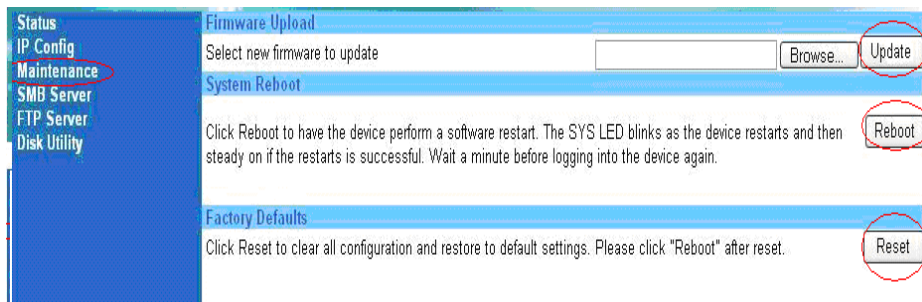 Status
IP Config
Maintenance
SMB Server
FTP Server
Disk Utility
Firmware Upload
Select new firmware to update
Browse...
Update
System Reboot
Click Reboot to have the device perform a software restart. The SYS LED blinks as the device restarts and then
steady on if the restarts is successful. Wait a minute before logging into the device again.
Reboot
Factory Defaults
Click Reset to clear all configuration and restore to default settings. Please click "Reboot" after reset.
Reset